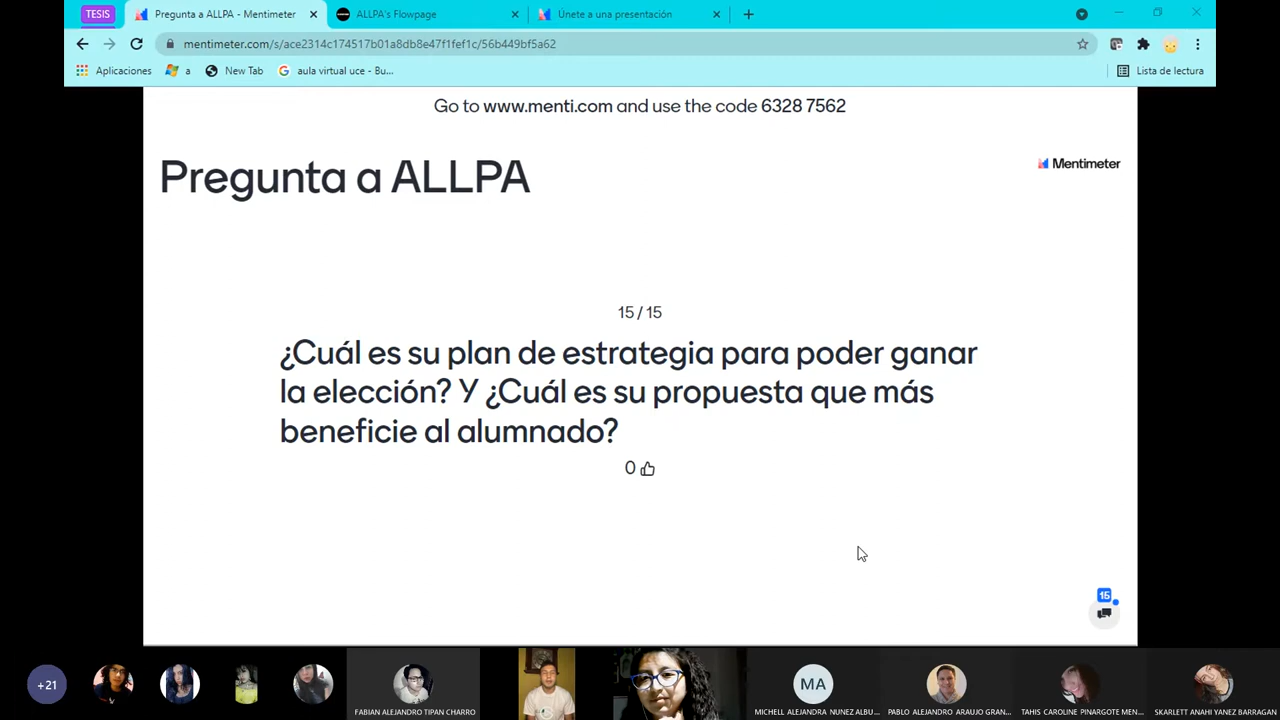 TESIS
Pregunta a ALLPA - Mentimeter
ALLPA's Flowpage
Únete a una presentación
mentimeter.com/s/ace2314c174517b01a8db8e47f1fef1c/56b449bf5a62
Aplicaciones
a
New Tab
aula virtual uce - Bu...
Lista de lectura
Go to www.menti.com and use the code 6328 7562
Pregunta a ALLPA
Mentimeter
15 / 15
¿Cuál es su plan de estrategia para poder ganar
la elección? Y ¿Cuál es su propuesta que más
beneficie al alumnado?
0
15
+21
FABIAN ALEJANDRO TIPAN CHARRO
MA
MICHELL ALEJANDRA NUNEZ ALBU...
PABLO ALEJANDRO ARAUJO GRAN...
TAHIS CAROLINE PINARGOTE MEN...
SKARLETT ANAHI YANEZ BARRAGAN